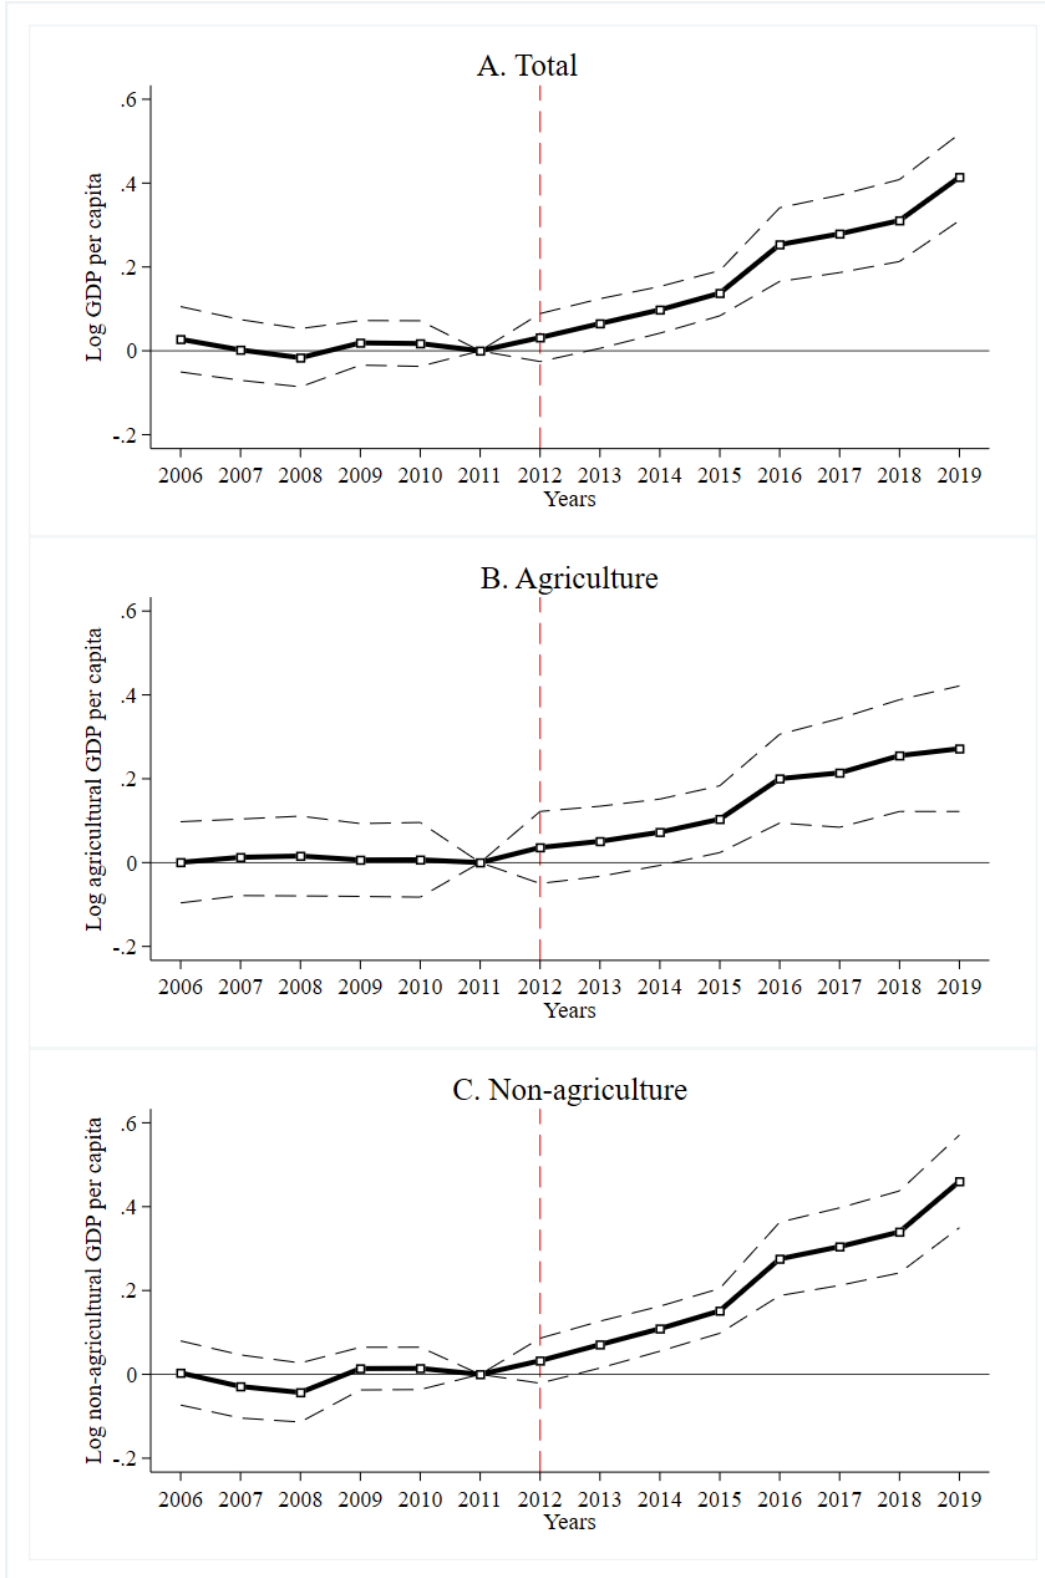 A. Total
Log GDP per capita
.6
.4
.2
0
-.2
2006 2007 2008 2009 2010 2011 2012 2013 2014 2015 2016 2017 2018 2019
Years
B. Agriculture
Log agricultural GDP per capita
.6
.4
.2
0
-.2
2006 2007 2008 2009 2010 2011 2012 2013 2014 2015 2016 2017 2018 2019
Years
C. Non-agriculture
Log non-agricultural GDP per capita
.6
.4
.2
0
-.2
2006 2007 2008 2009 2010 2011 2012 2013 2014 2015 2016 2017 2018 2019
Years